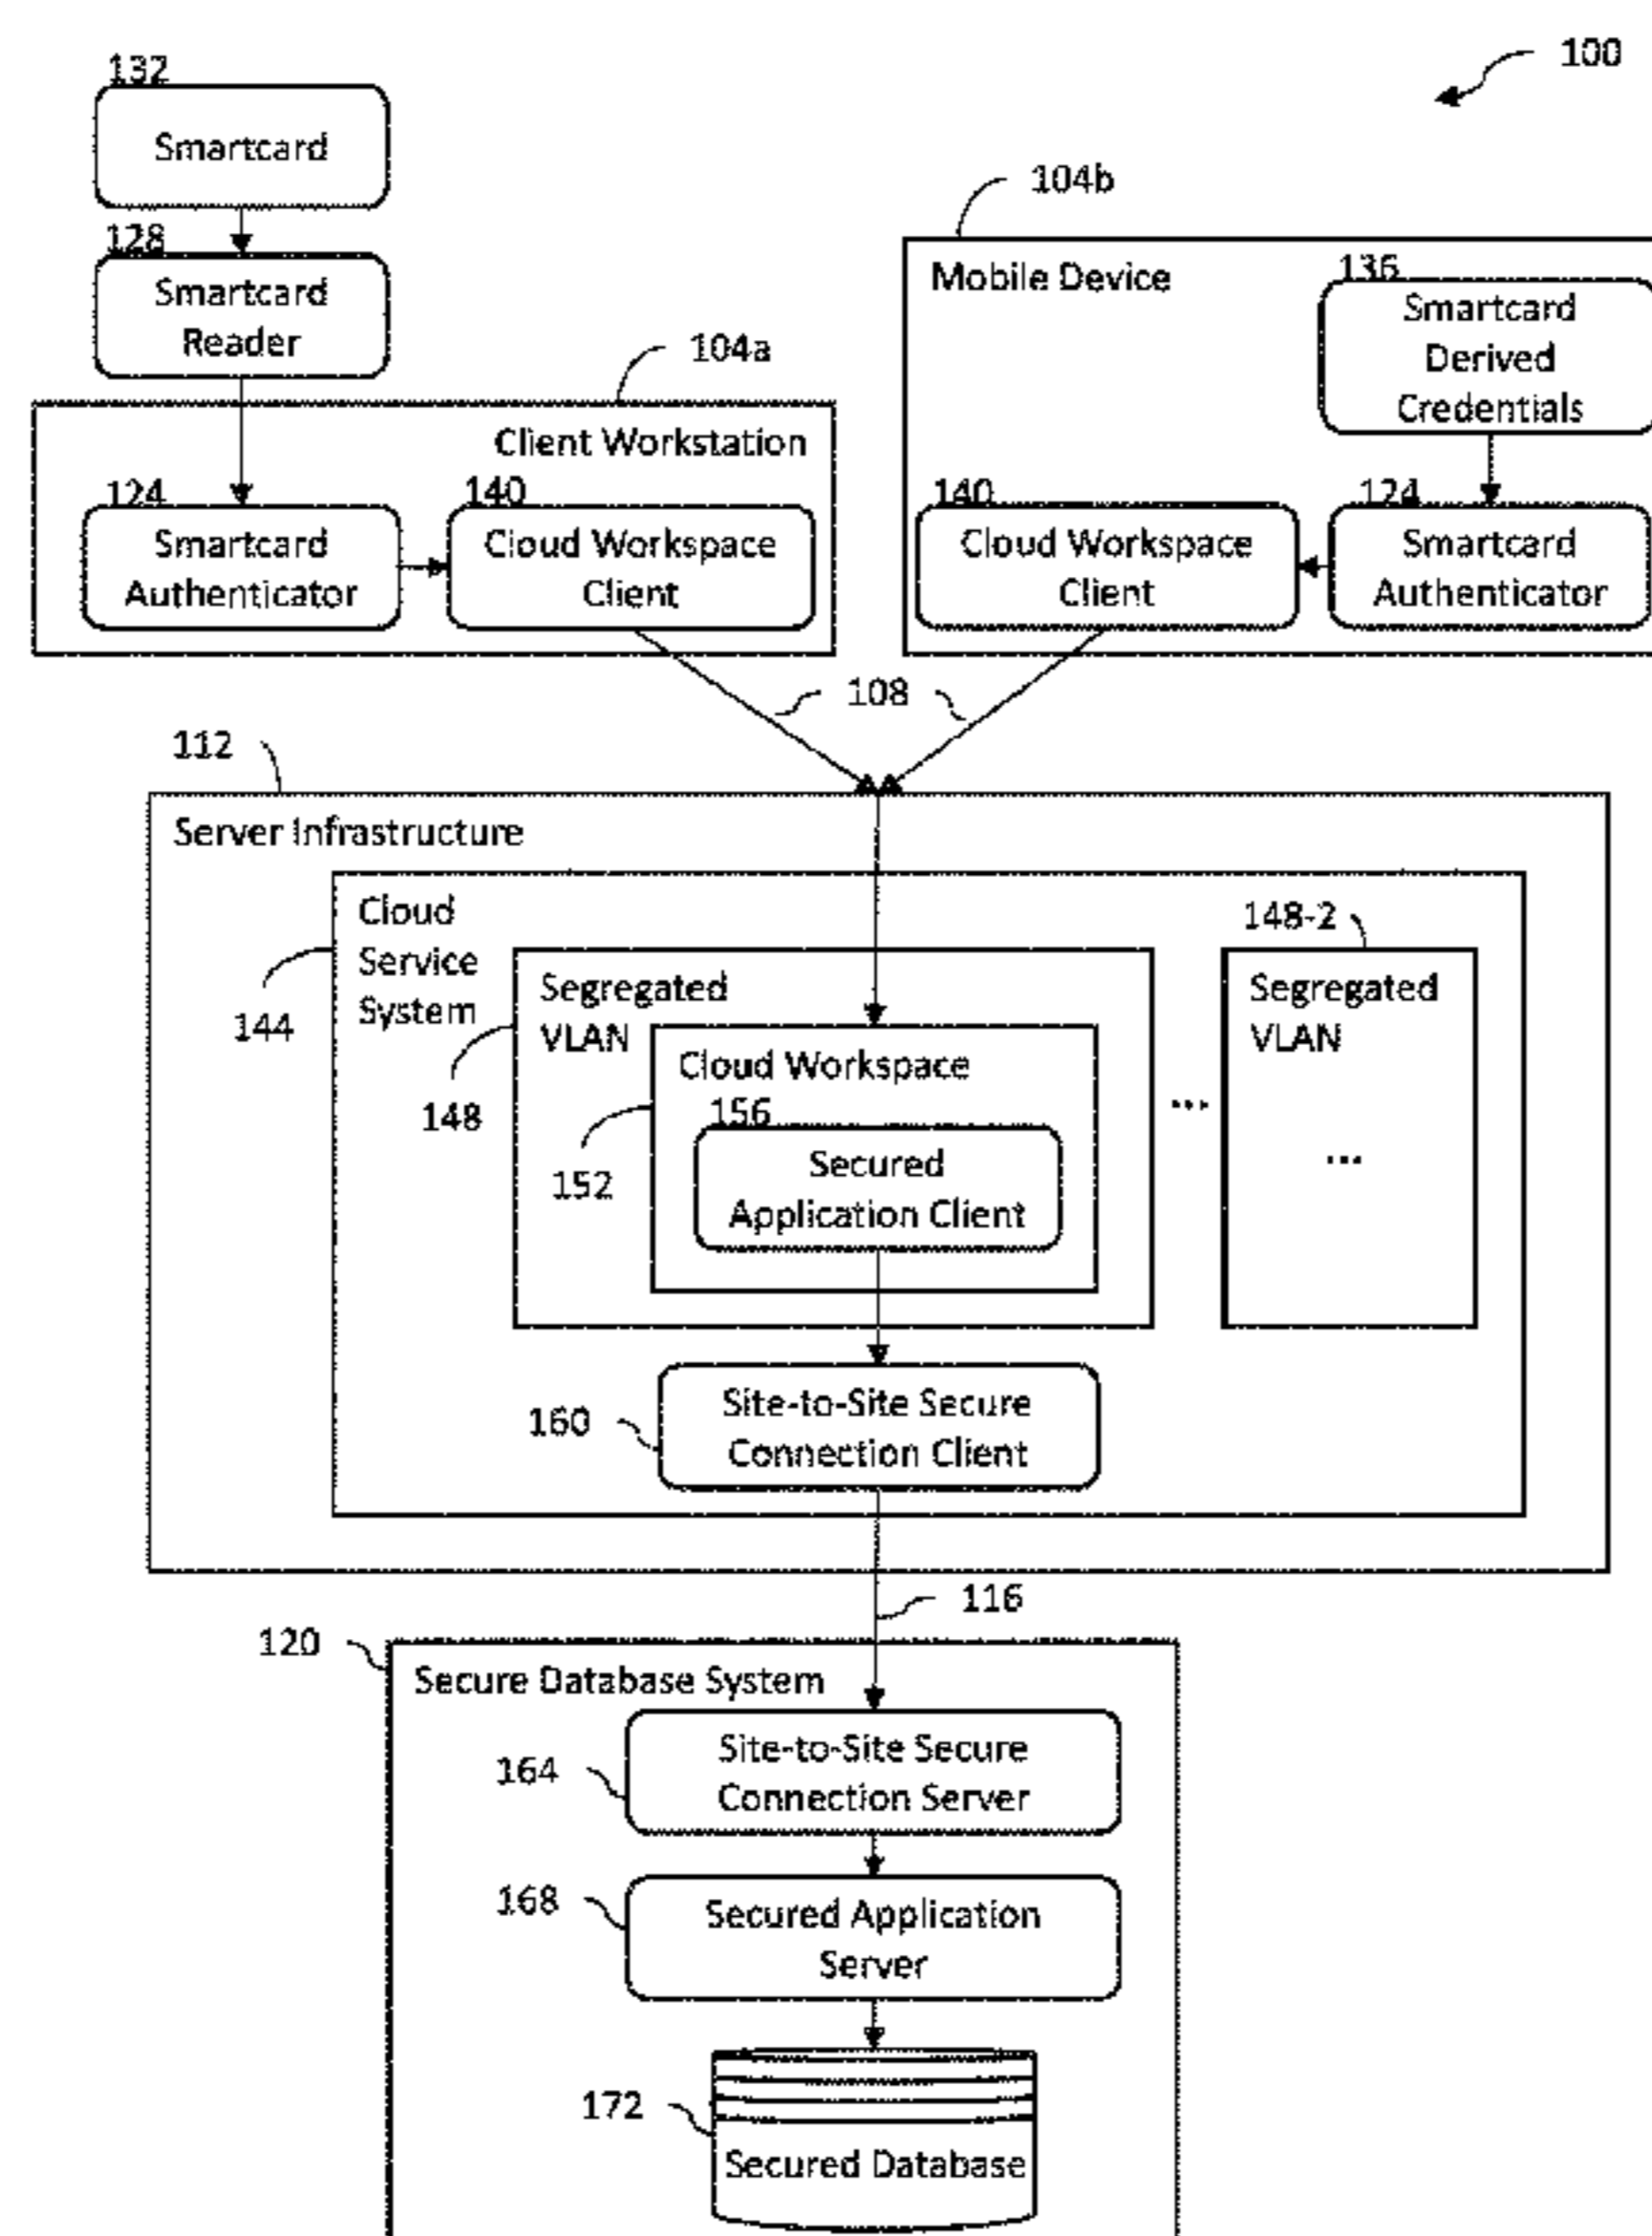 100
132
Smartcard
128
Smartcard
Reader
104a
Client Workstation
124
Smartcard
Authenticator
140
Cloud Workspace
Client
104b
Mobile Device
136
Smartcard
Derived
Credentials
140
Cloud Workspace
Client
124
Smartcard
Authenticator
108
112
Server Infrastructure
Cloud
Service
System
144
Segregated
VLAN
148
Cloud Workspace
152
156
Secured
Application Client
...
148-2
Segregated
VLAN
...
160
Site-to-Site Secure
Connection Client
116
120
Secure Database System
164
Site-to-Site Secure
Connection Server
168
Secured Application
Server
172
Secured Database